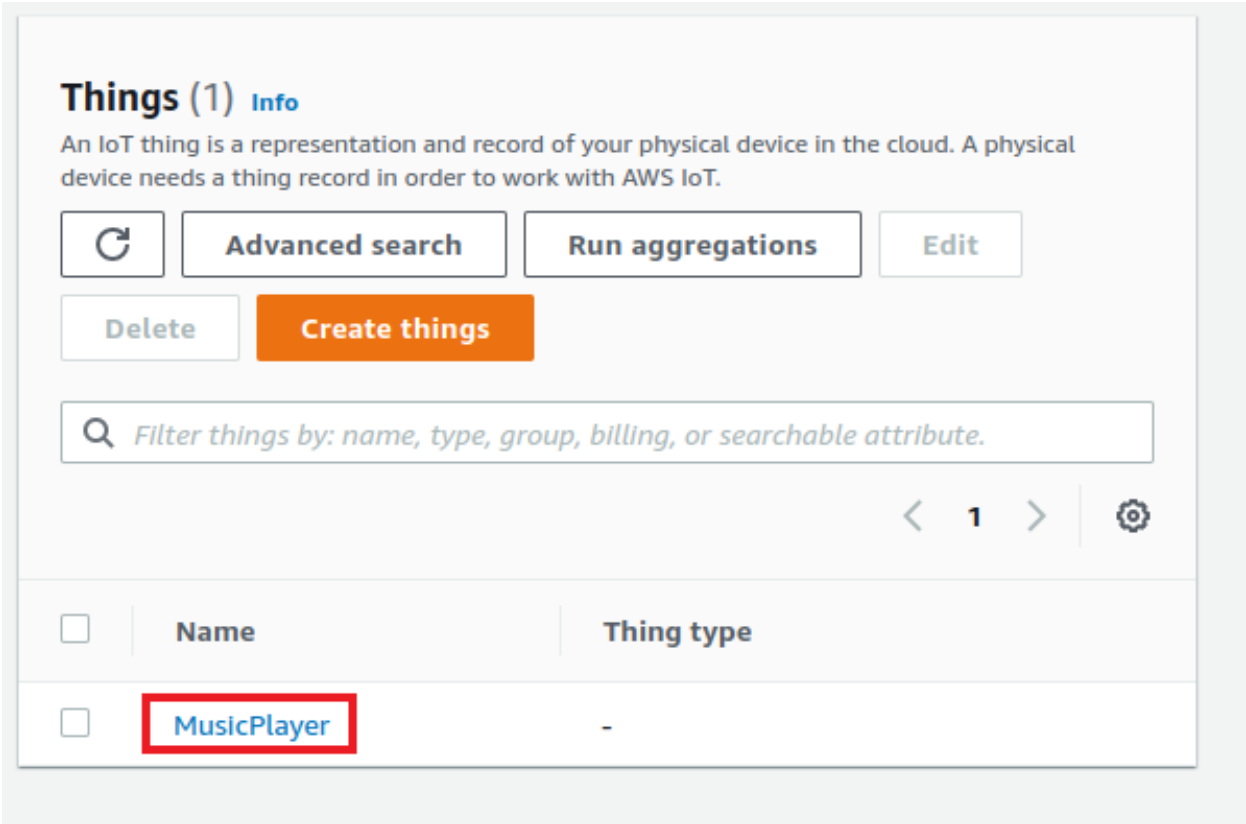 Things (1) Info
An IoT thing is a representation and record of your physical device in the cloud. A physical
device needs a thing record in order to work with AWS IoT.
Advanced search Run aggregations Edit
Delete Create things
Filter things by: name, type, group, billing, or searchable attribute.
1
Name Thing type
MusicPlayer -